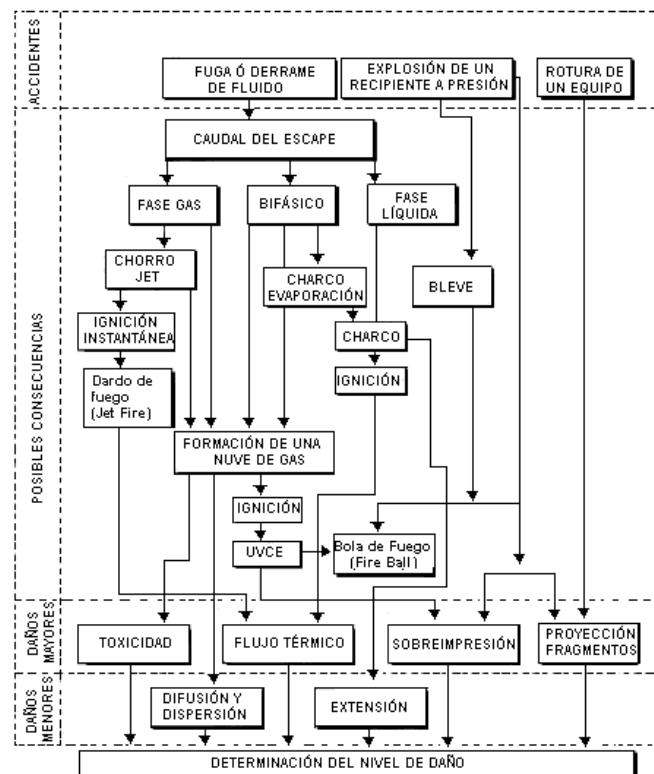 ACCIDENTES
FUGA Ó DERRAME
DE FLUIDO
EXPLOSIÓN DE UN
RECIPIENTE A PRESIÓN
ROTURA DE
UN EQUIPO
POSIBLES CONSECUENCIAS
CAUDAL DEL ESCAPE
FASE GAS
BIFÁSICO
FASE
LÍQUIDA
CHORRO
JET
CHARCO
EVAPORACIÓN
BLEVE
IGNICIÓN
INSTANTÁNEA
CHARCO
Dardo de
fuego
(Jet Fire)
IGNICIÓN
FORMACIÓN DE UNA
NUVE DE GAS
IGNICIÓN
UVCE
Bola de Fuego
(Fire Ball)
DAÑOS
MAYORES
TOXICIDAD
FLUJO TÉRMICO
SOBREIMPRESIÓN
PROYECCIÓN
FRAGMENTOS
DAÑOS
MENORES
DIFUSIÓN Y
DISPERSIÓN
EXTENSIÓN
DETERMINACIÓN DEL NIVEL DE DAÑO